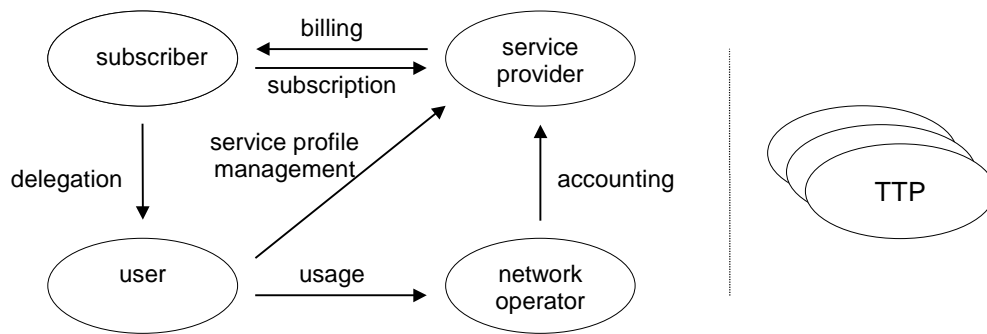 billing
subscriber
service
provider
subscription
service profile
management
delegation
accounting
TTP
user
usage
network
operator